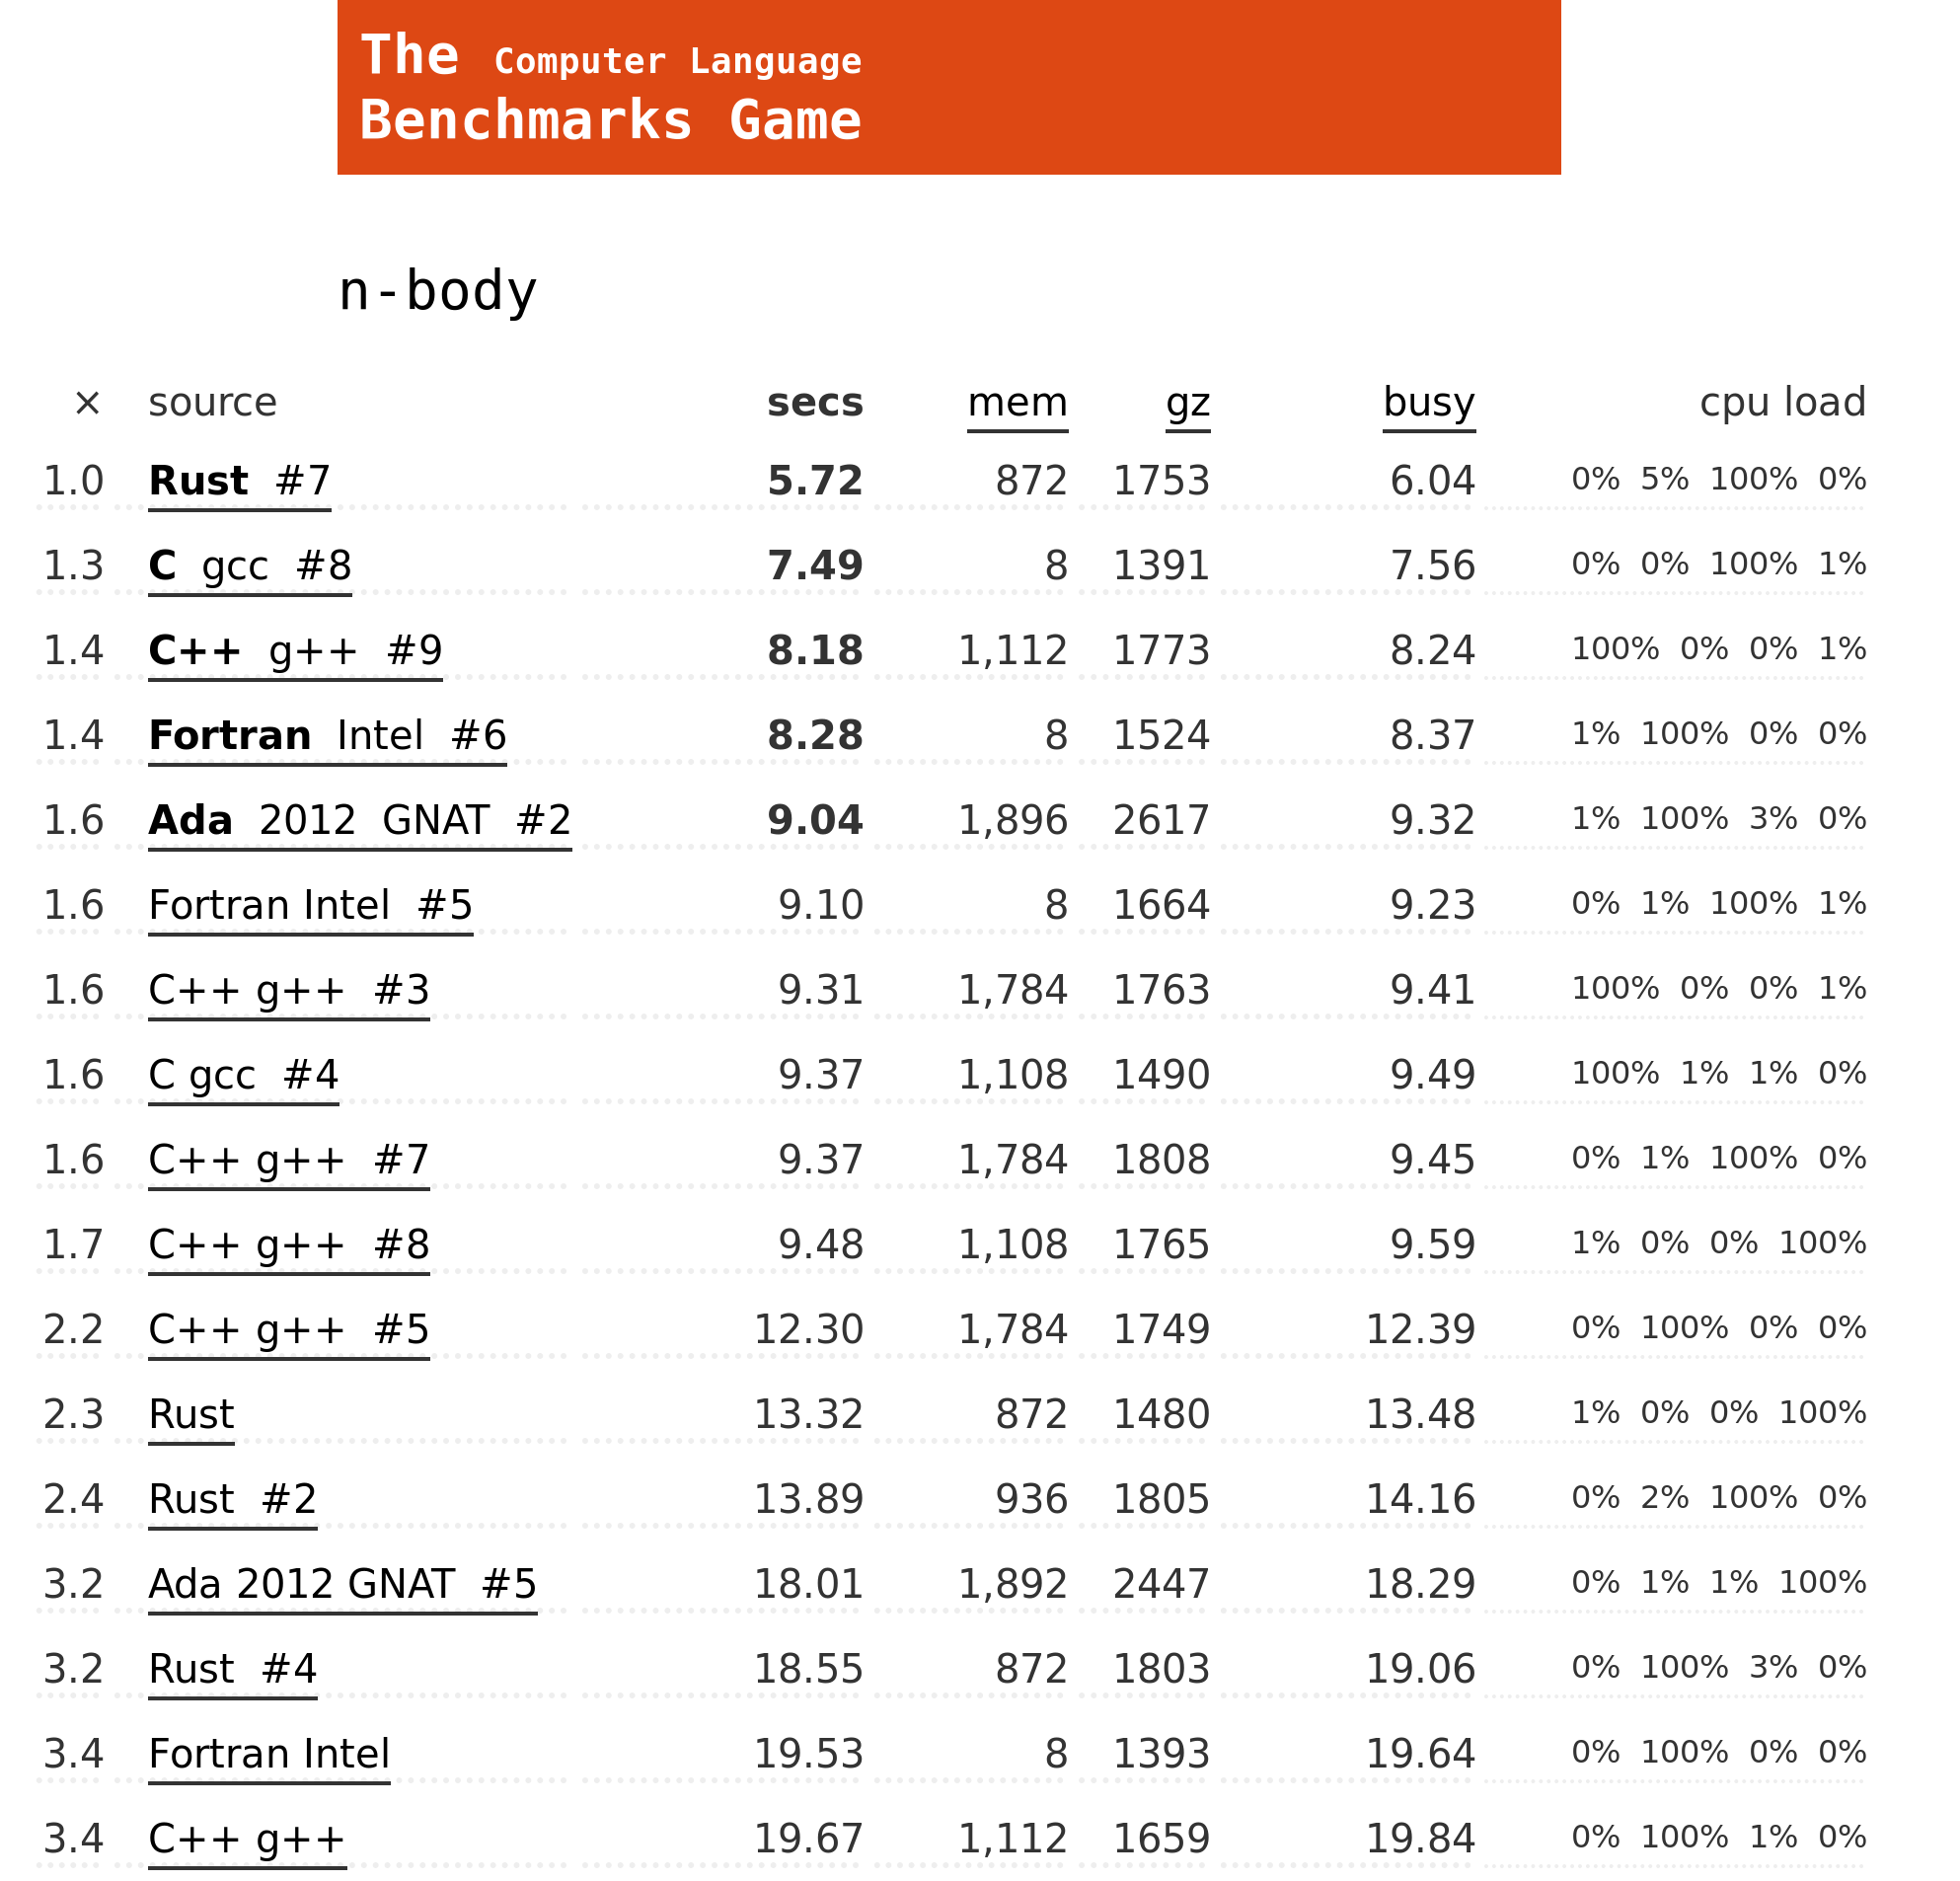 The Computer Language
Benchmarks Game
n-body
× source secs mem gz busy cpu load
1.0 Rust #7 5.72 872 1753 6.04 0% 5% 100% 0%
1.3 C gcc #8 7.49 8 1391 7.56 0% 0% 100% 1%
1.4 C++ g++ #9 8.18 1,112 1773 8.24 100% 0% 0% 1%
1.4 Fortran Intel #6 8.28 8 1524 8.37 1% 100% 0% 0%
1.6 Ada 2012 GNAT #2 9.04 1,896 2617 9.32 1% 100% 3% 0%
1.6 Fortran Intel #5 9.10 8 1664 9.23 0% 1% 100% 1%
1.6 C++ g++ #3 9.31 1,784 1763 9.41 100% 0% 0% 1%
1.6 C gcc #4 9.37 1,108 1490 9.49 100% 1% 1% 0%
1.6 C++ g++ #7 9.37 1,784 1808 9.45 0% 1% 100% 0%
1.7 C++ g++ #8 9.48 1,108 1765 9.59 1% 0% 0% 100%
2.2 C++ g++ #5 12.30 1,784 1749 12.39 0% 100% 0% 0%
2.3 Rust 13.32 872 1480 13.48 1% 0% 0% 100%
2.4 Rust #2 13.89 936 1805 14.16 0% 2% 100% 0%
3.2 Ada 2012 GNAT #5 18.01 1,892 2447 18.29 0% 1% 1% 100%
3.2 Rust #4 18.55 872 1803 19.06 0% 100% 3% 0%
3.4 Fortran Intel 19.53 8 1393 19.64 0% 100% 0% 0%
3.4 C++ g++ 19.67 1,112 1659 19.84 0% 100% 1% 0%